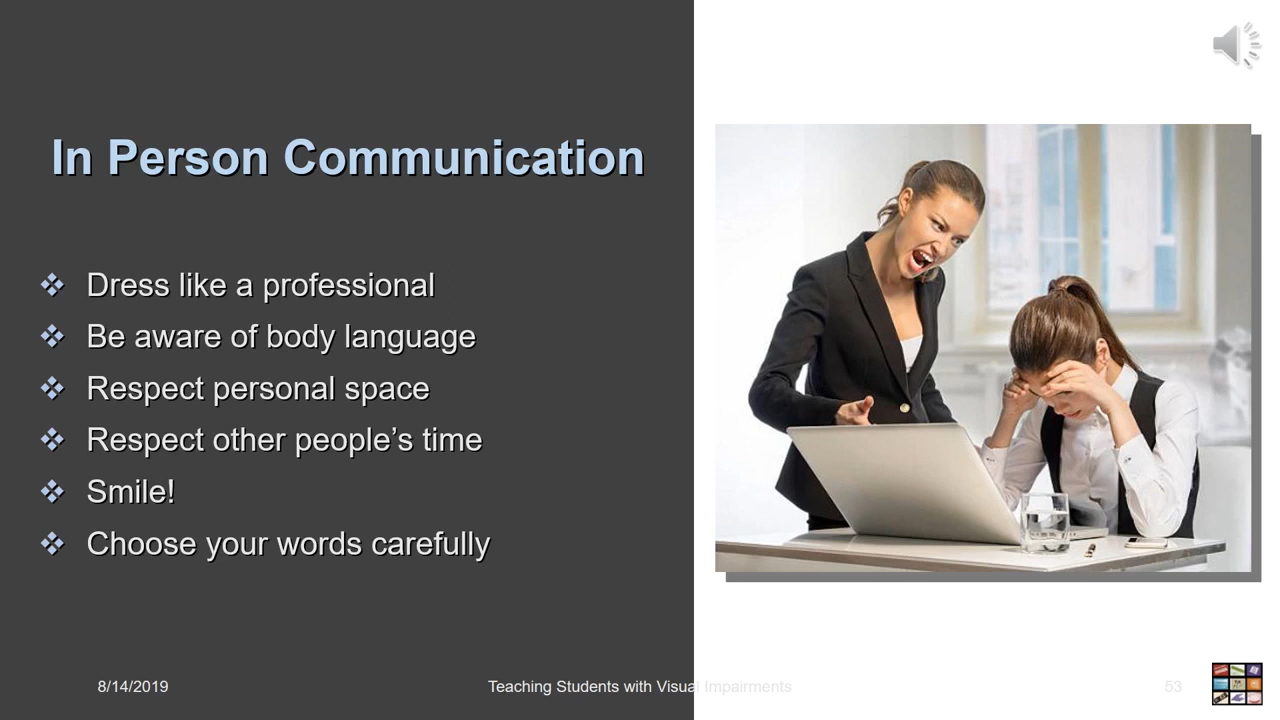 In Person Communication
Dress like a professional
Be aware of body language
Respect personal space
Respect other people’s time
Smile!
Choose your words carefully
8/14/2019
Teaching Students with Visual Impairments
53